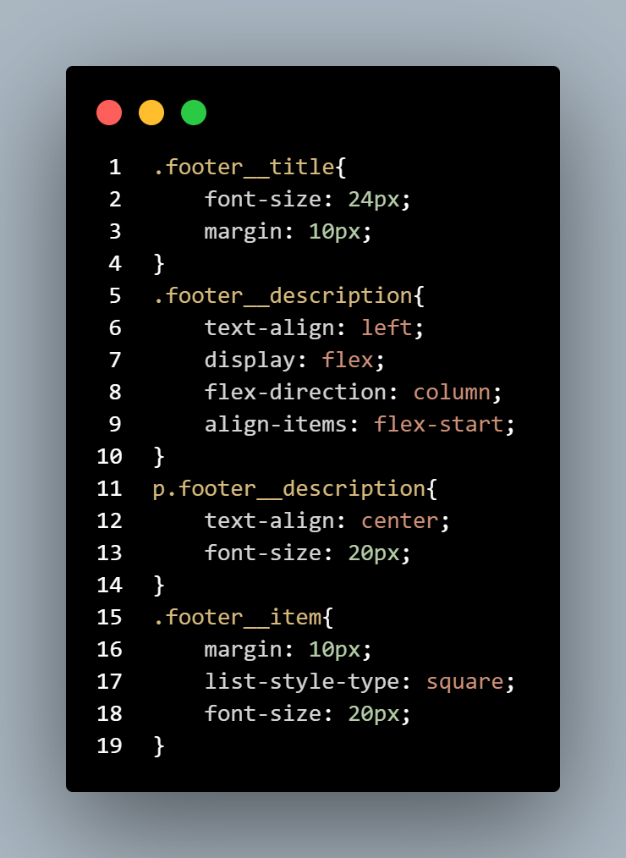 1 .footer__title{
2     font-size: 24px;
3     margin: 10px;
4 }
5 .footer__description{
6     text-align: left;
7     display: flex;
8     flex-direction: column;
9     align-items: flex-start;
10 }
11 p.footer__description{
12     text-align: center;
13     font-size: 20px;
14 }
15 .footer__item{
16     margin: 10px;
17     list-style-type: square;
18     font-size: 20px;
19 }